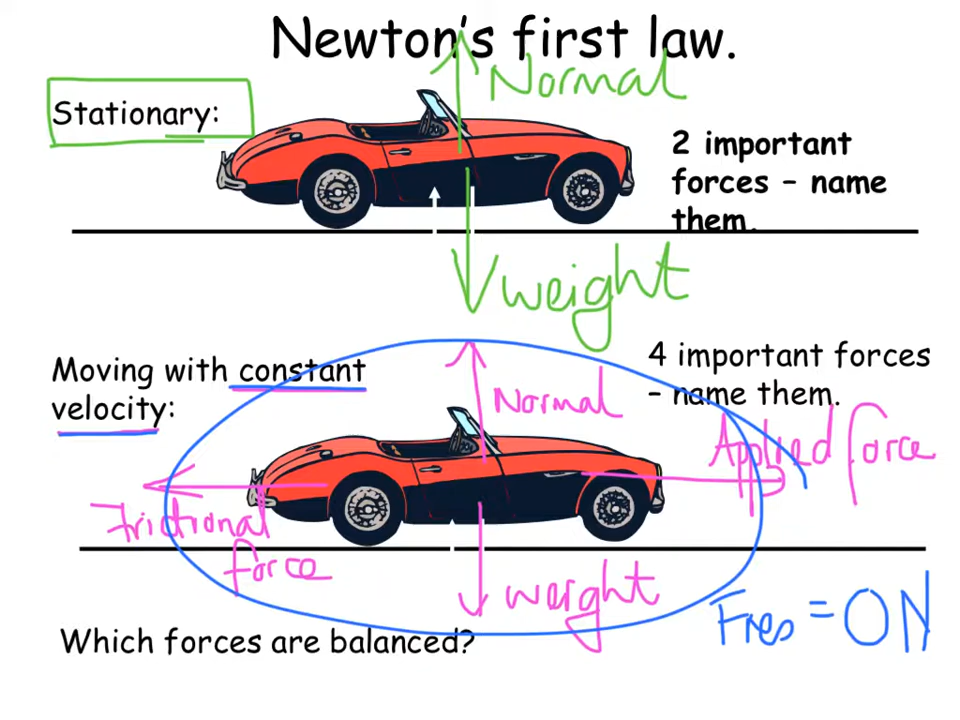 Newton's first law.
Normal
Stationary:
2 important
forces – name
them.
weight
Moving with constant
velocity:
4 important forces
– name them.
Normal
Applied force
Frictional
force
weight
Fres = 0N
Which forces are balanced?